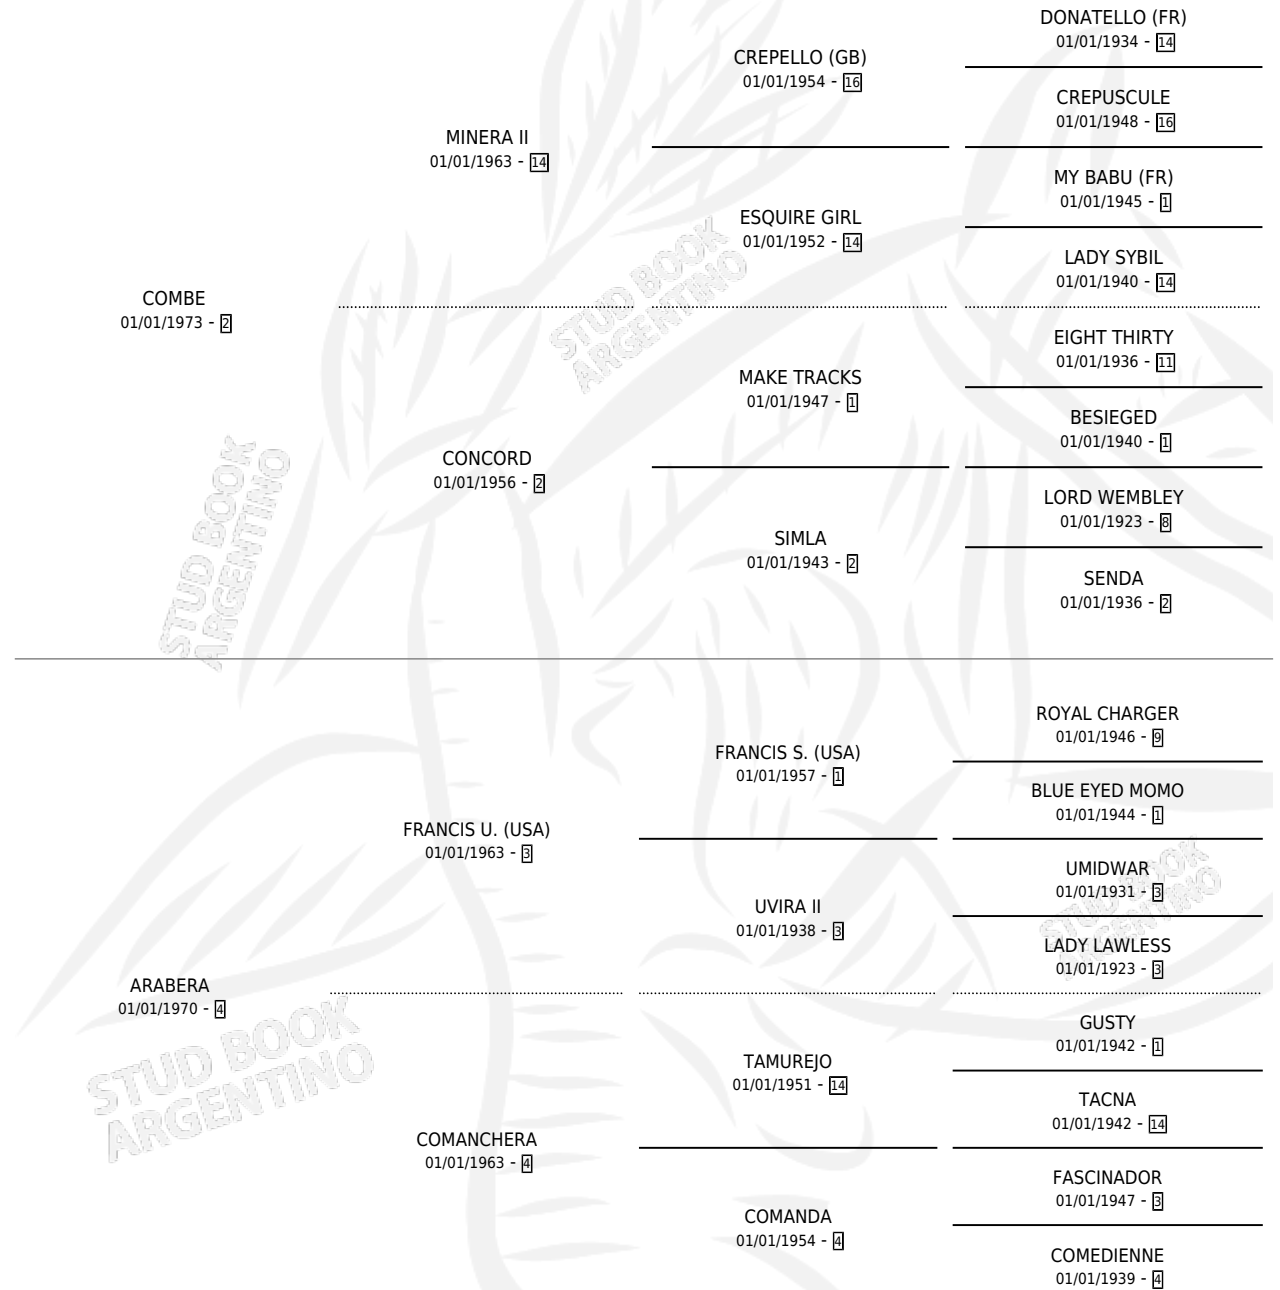 DONATELLO (FR)
01/01/1934 - 14
CREPELLO (GB)
01/01/1954 - 16
CREPUSCULE
01/01/1948 - 16
MINERA II
01/01/1963 - 14
MY BABU (FR)
01/01/1945 - 1
ESQUIRE GIRL
01/01/1952 - 14
LADY SYBIL
01/01/1940 - 14
COMBE
01/01/1973 - 2
EIGHT THIRTY
01/01/1936 - 11
MAKE TRACKS
01/01/1947 - 1
BESIEGED
01/01/1940 - 1
CONCORD
01/01/1956 - 2
LORD WEMBLEY
01/01/1923 - 8
SIMLA
01/01/1943 - 2
SENDA
01/01/1936 - 2
ROYAL CHARGER
01/01/1946 - 9
FRANCIS S. (USA)
01/01/1957 - 1
BLUE EYED MOMO
01/01/1944 - 1
FRANCIS U. (USA)
01/01/1963 - 3
UMIDWAR
01/01/1931 - 3
UVIRA II
01/01/1938 - 3
LADY LAWLESS
01/01/1923 - 3
ARABERA
01/01/1970 - 4
GUSTY
01/01/1942 - 1
TAMUREJO
01/01/1951 - 14
TACNA
01/01/1942 - 14
COMANCHERA
01/01/1963 - 4
FASCINADOR
01/01/1947 - 3
COMANDA
01/01/1954 - 4
COMEDIENNE
01/01/1939 - 4
STUD BOOK
ARGENTINO
STUD BOOK
ARGENTINO
STUD BOOK
ARGENTINO
STUD BOOK
ARGENTINO